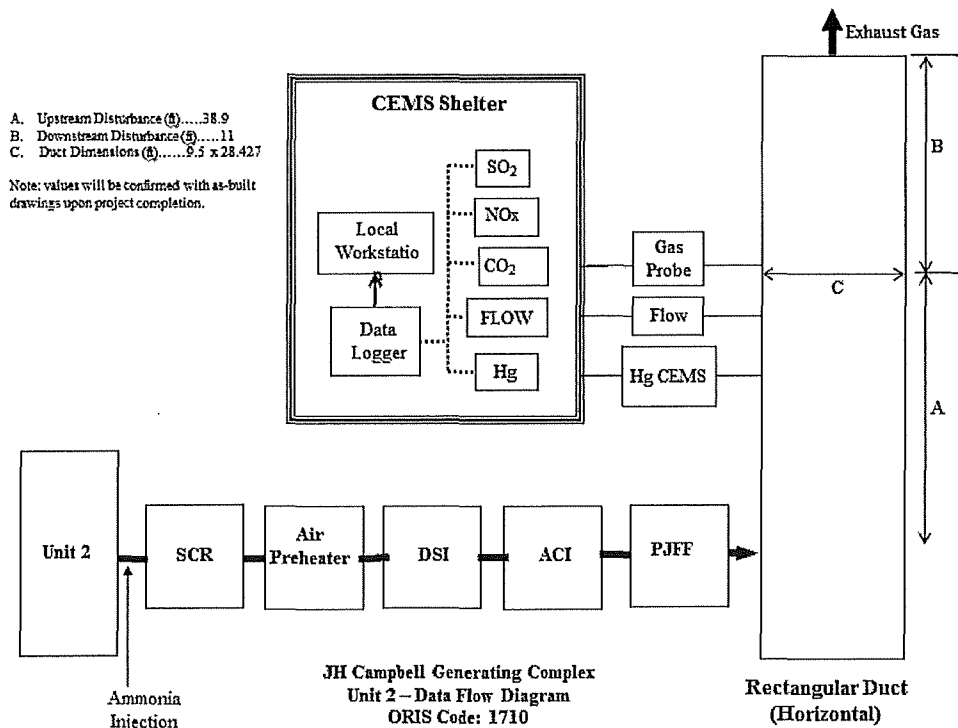 Exhaust Gas
CEMS Shelter
A. Upstream Disturbance (ft).....38.9
B. Downstream Disturbance (ft).....11
C. Duct Dimensions (ft)......9.5 x 28.427
Note: values will be confirmed with as-built
drawings upon project completion.
SO2
NOx
CO2
FLOW
Hg
Local
Workstatio
n
Data
Logger
Gas
Probe
Flow
Hg CEMS
B
C
A
Unit 2
SCR
Air
Preheater
DSI
ACI
PJFF
Ammonia
Injection
JH Campbell Generating Complex
Unit 2 – Data Flow Diagram
ORIS Code: 1710
Rectangular Duct
(Horizontal)